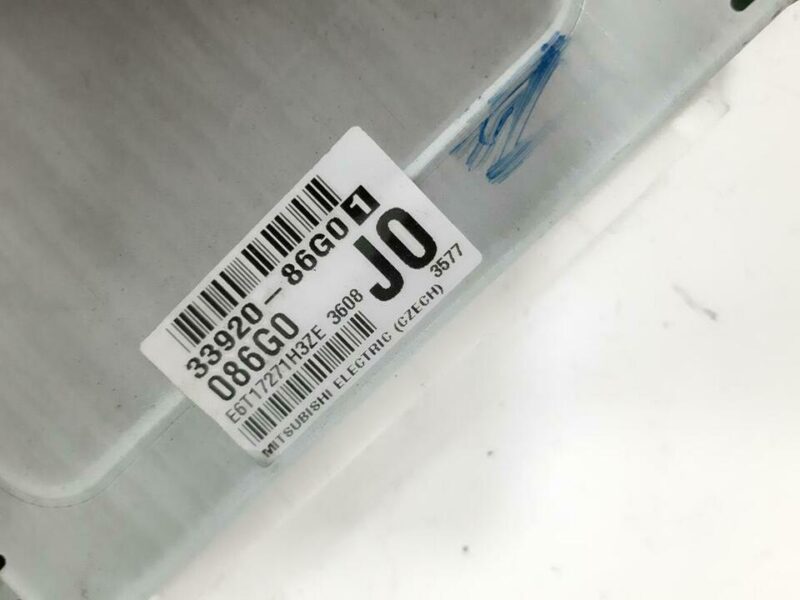 33920-86G0 1
086G0 J0
E6T17271H3ZE 3608
MITSUBISHI ELECTRIC (CZECH) 3577